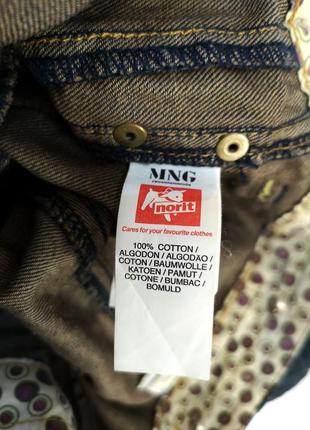 MNG
norit
Cares for your favourite clothes
100% COTTON /
ALGODON / ALGODAO /
COTON / BAUMWOLLE /
KATOEN / PAMUT /
COTONE / BUMBAC /
BOMULD